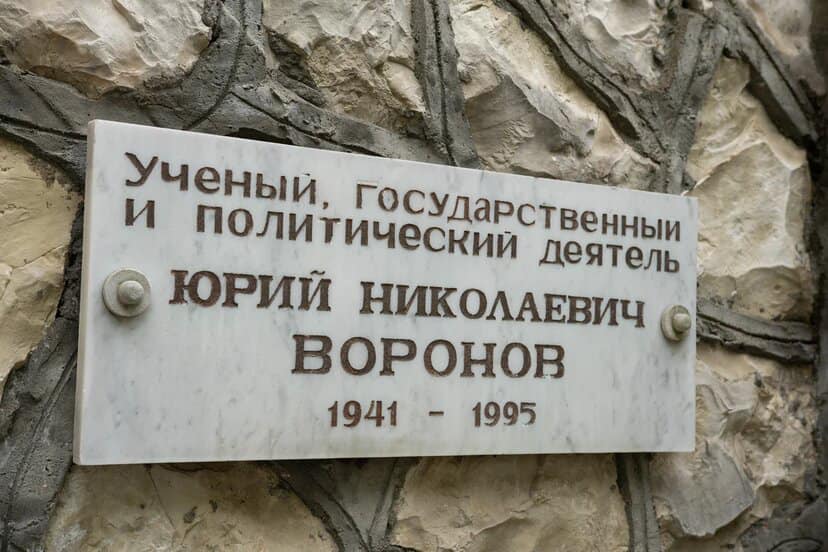 Ученый, государственный
и политический деятель
ЮРИЙ НИКОЛАЕВИЧ
ВОРОНОВ
1941 - 1995